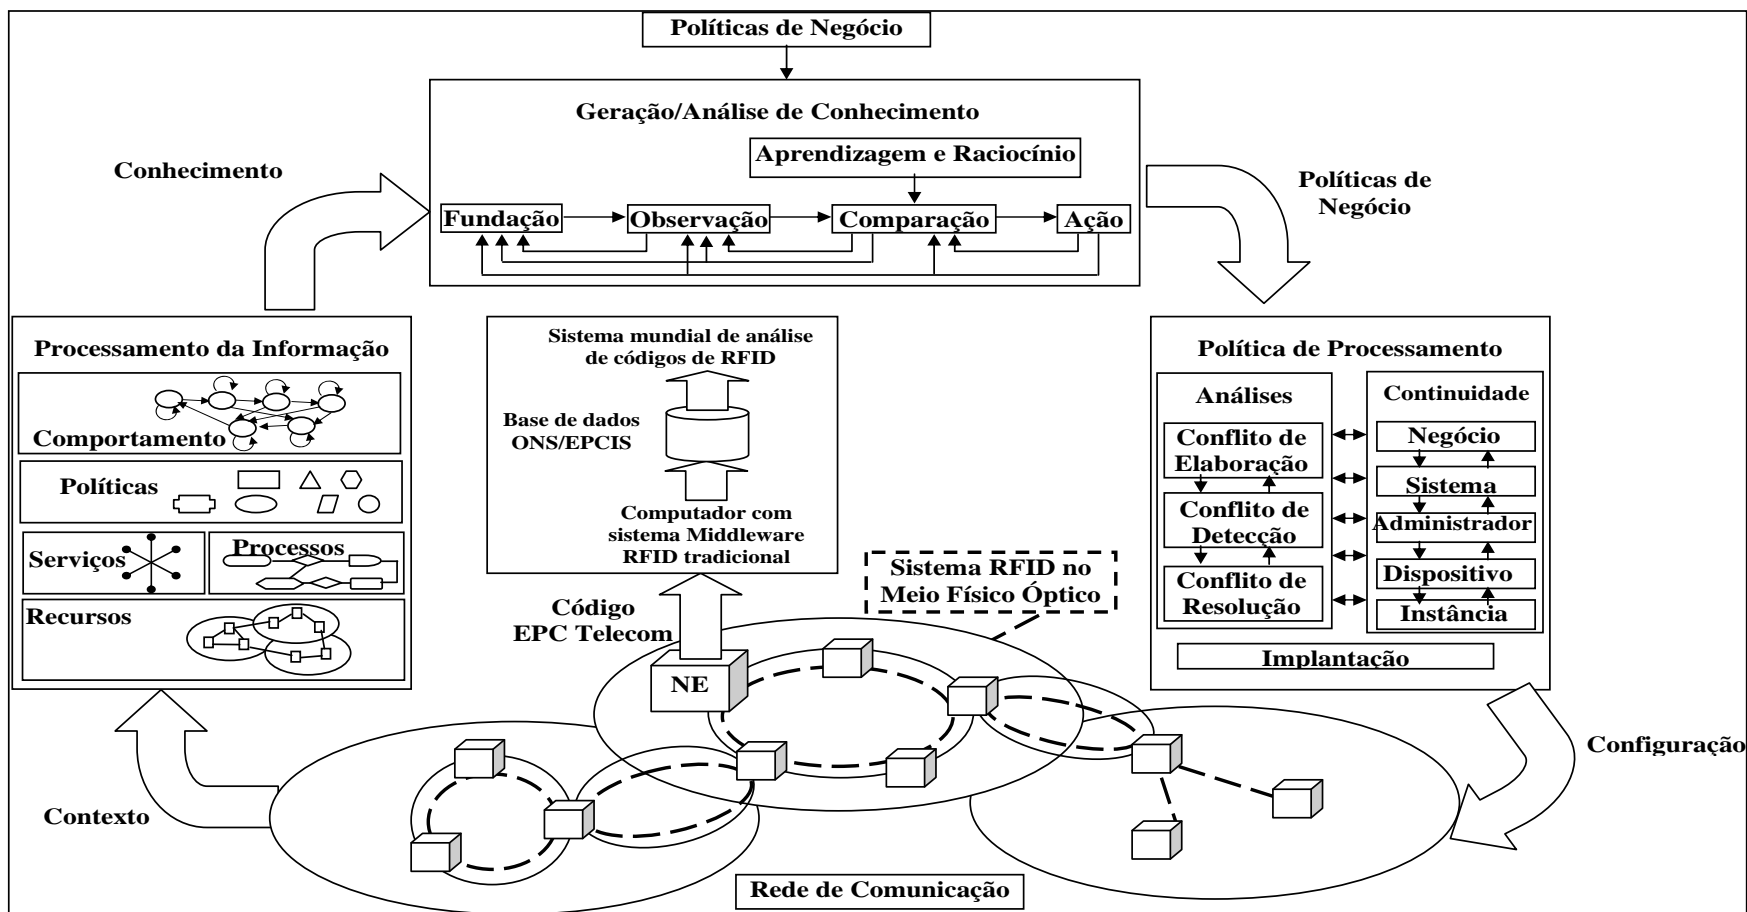 Políticas de Negócio
Geração/Análise de Conhecimento
Aprendizagem e Raciocínio
Conhecimento
Fundação
Observação
Comparação
Ação
Políticas de
Negócio
Processamento da Informação
Comportamento
Políticas
Serviços
Processos
Recursos
Sistema mundial de análise
de códigos de RFID
Base de dados
ONS/EPCIS
Computador com
sistema Middleware
RFID tradicional
Política de Processamento
Análises
Conflito de
Elaboração
Conflito de
Detecção
Conflito de
Resolução
Continuidade
Negócio
Sistema
Administrador
Dispositivo
Instância
Implantação
Sistema RFID no
Meio Físico Óptico
Código
EPC Telecom
NE
Contexto
Configuração
Rede de Comunicação